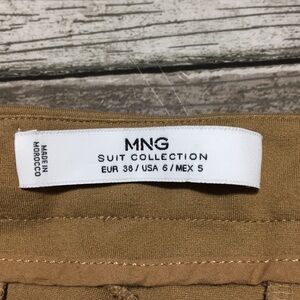 MADE IN
MOROCCO
MNG
SUIT COLLECTION
EUR 38 / USA 6 / MEX 5